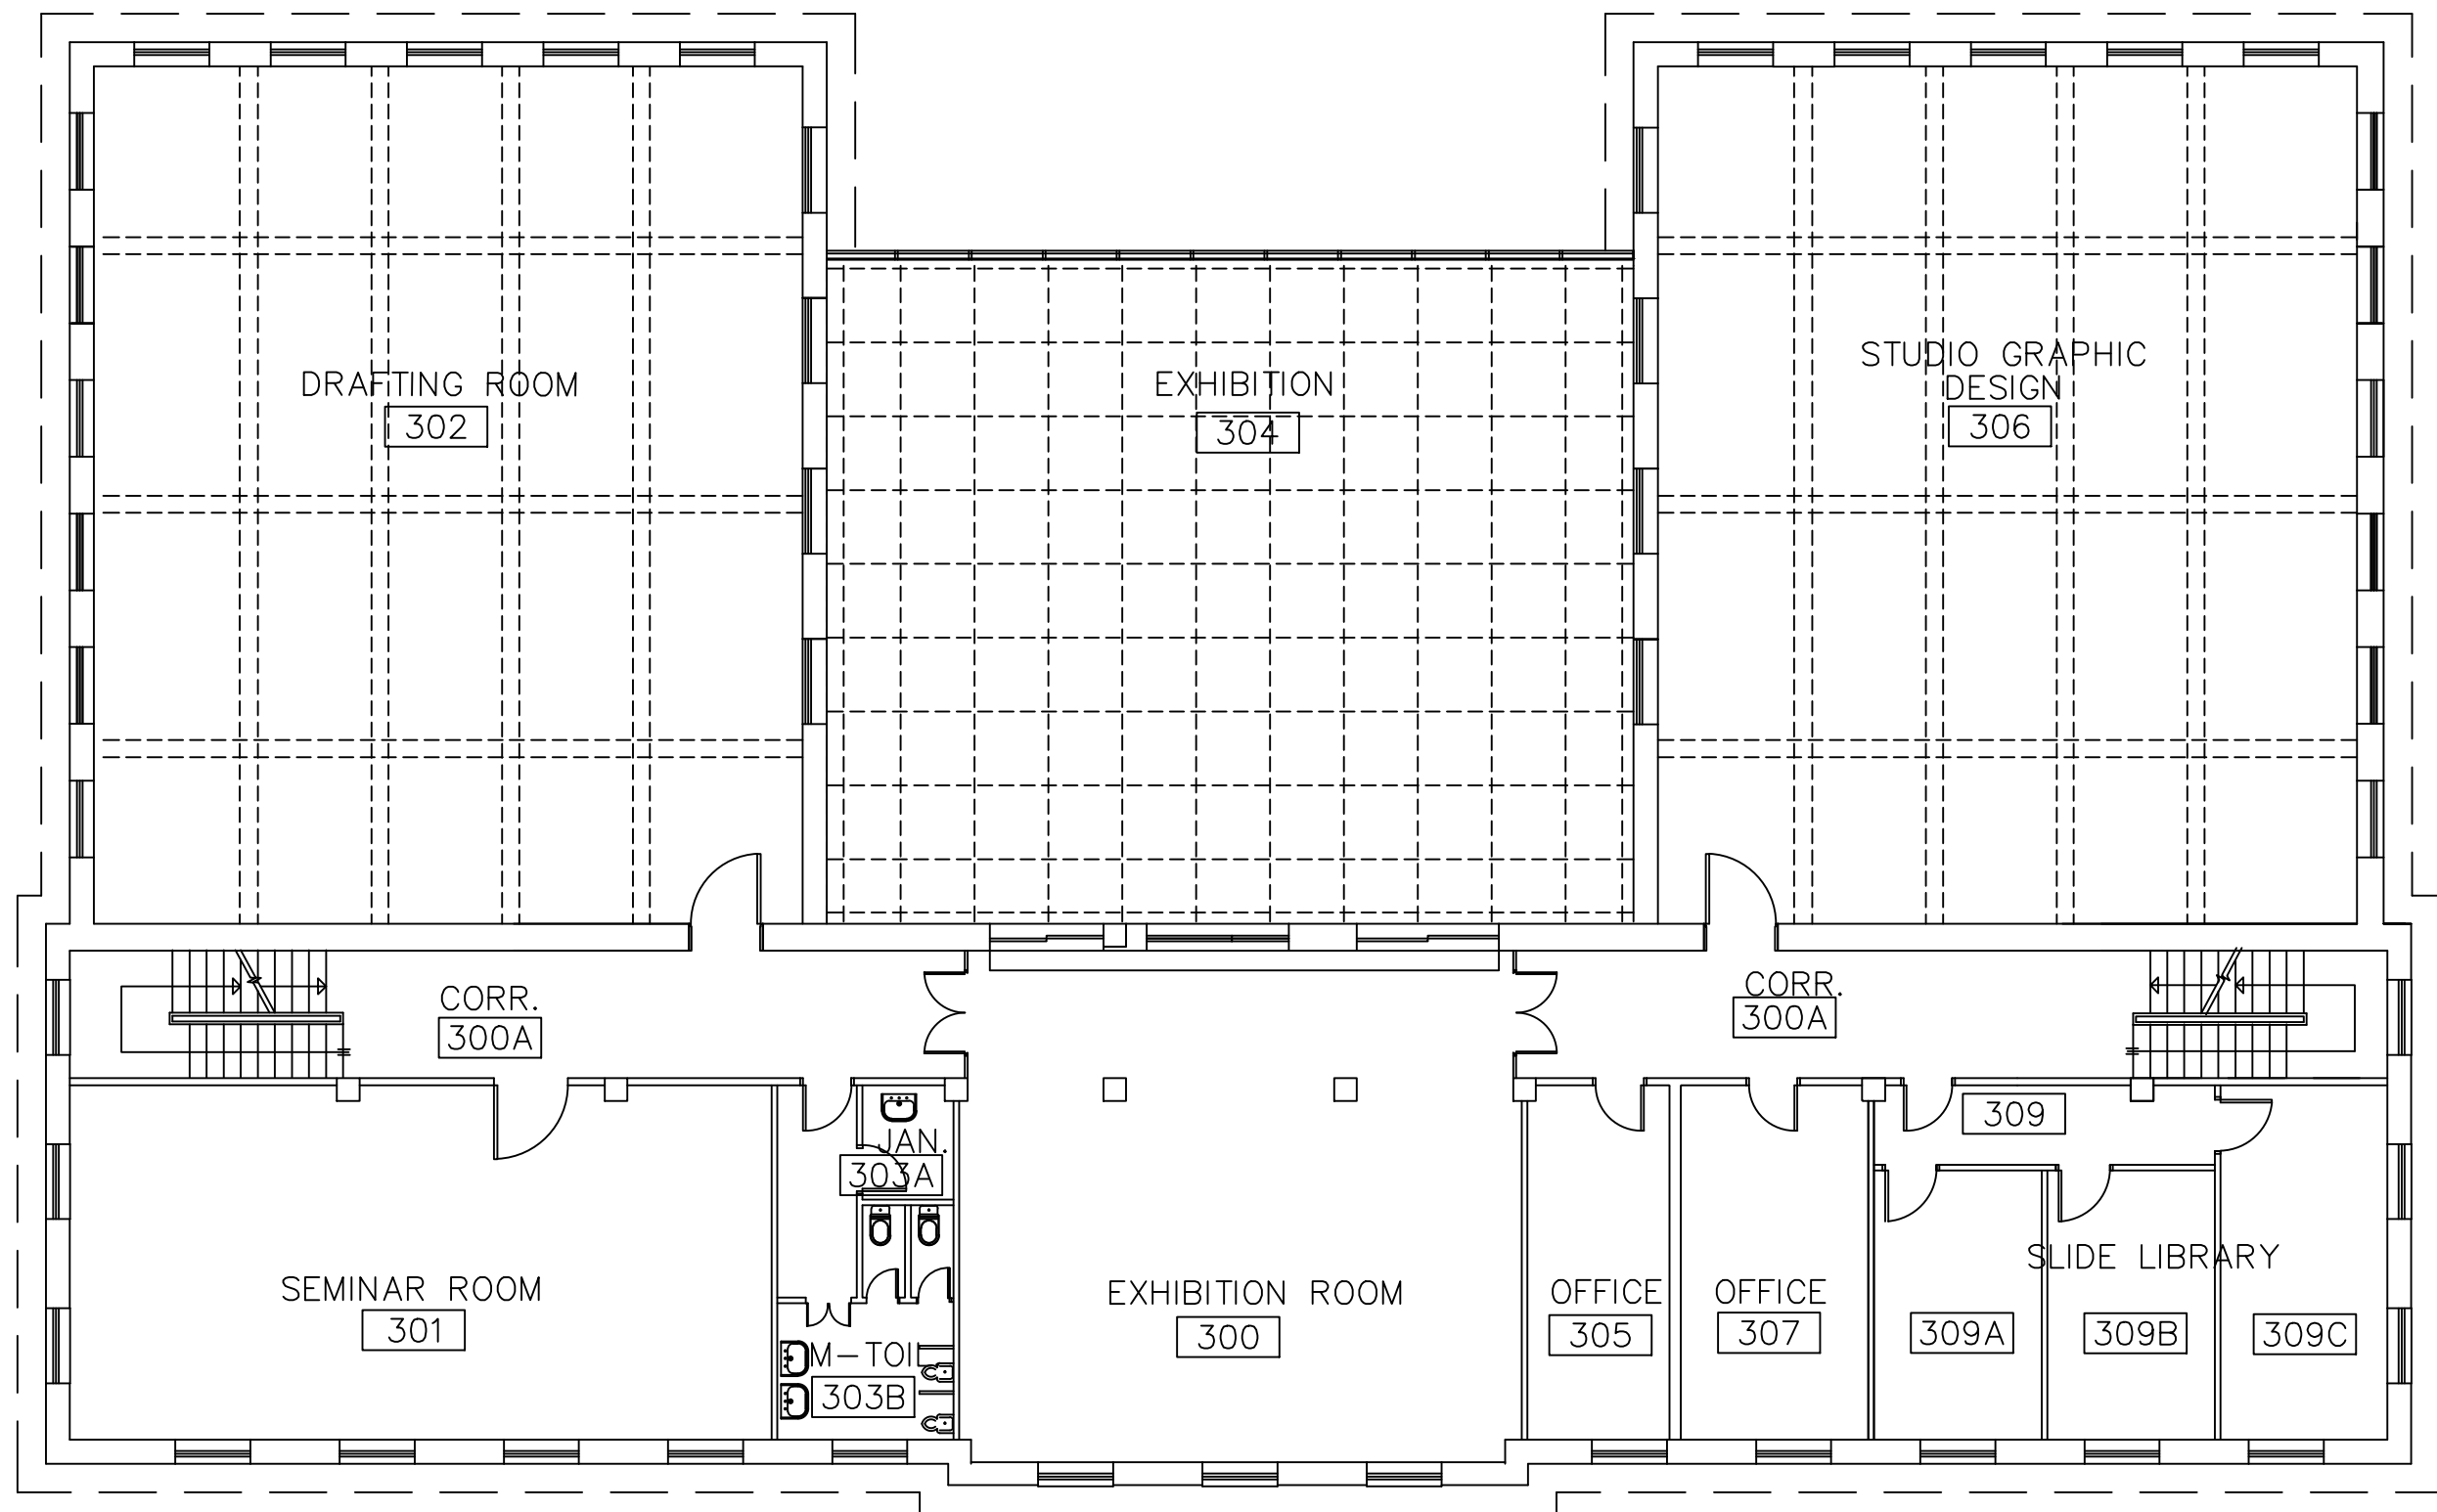 STUDIO GRAPHIC
DESIGN
306
DRAFTING ROOM
302
EXHIBITION
304
CORR.
300A
CORR.
300A
309
JAN.
303A
SLIDE LIBRARY
SEMINAR ROOM
301
EXHIBITION ROOM
300
OFFICE
305
OFFICE
307
309A
309B
309C
M-TOIL
303B